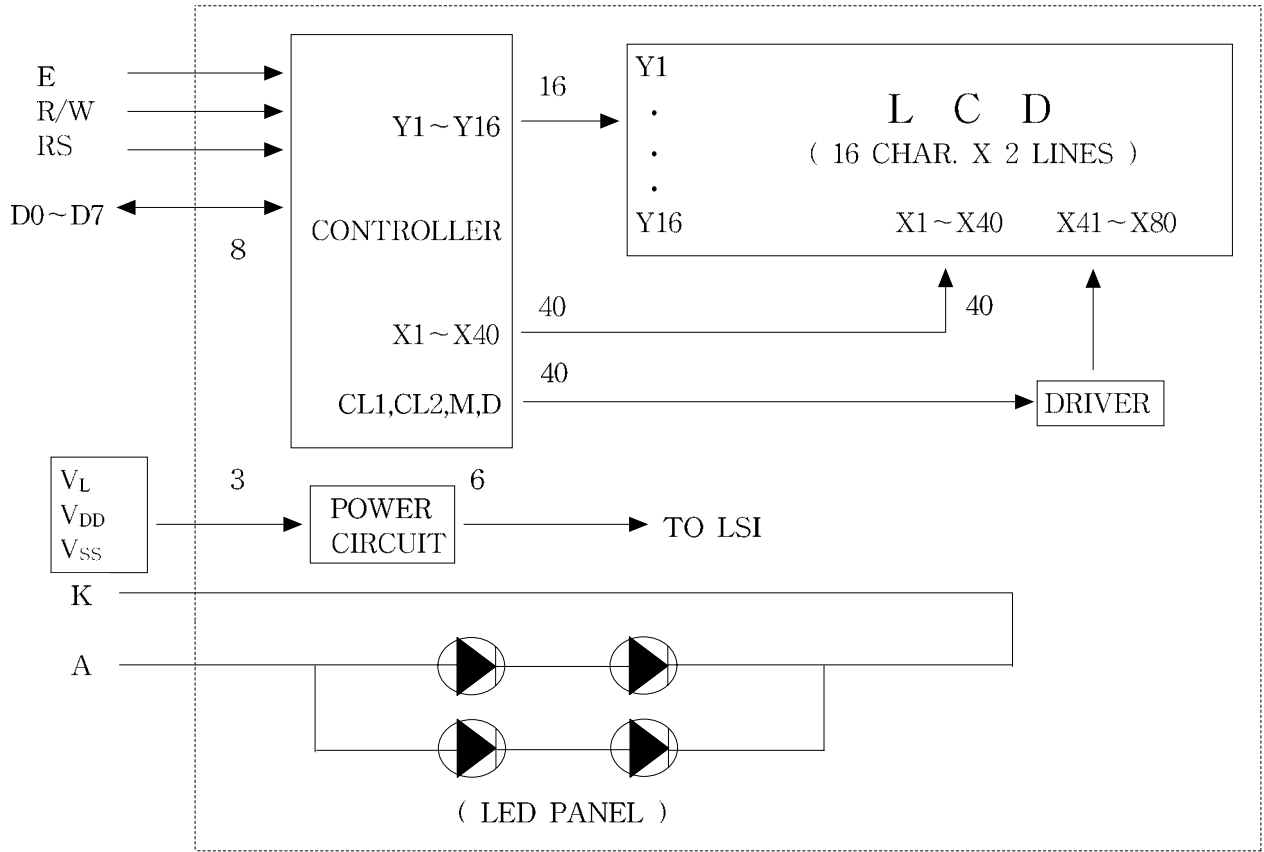 E
R/W
RS
D0~D7
8
Y1~Y16
CONTROLLER
X1~X40
CL1,CL2,M,D
16
40
40
Y1
.
.
.
Y16
L C D
( 16 CHAR. X 2 LINES )
X1~X40 X41~X80
40
DRIVER
VL
VDD
VSS
3
POWER
CIRCUIT
6
TO LSI
K
A
( LED PANEL )